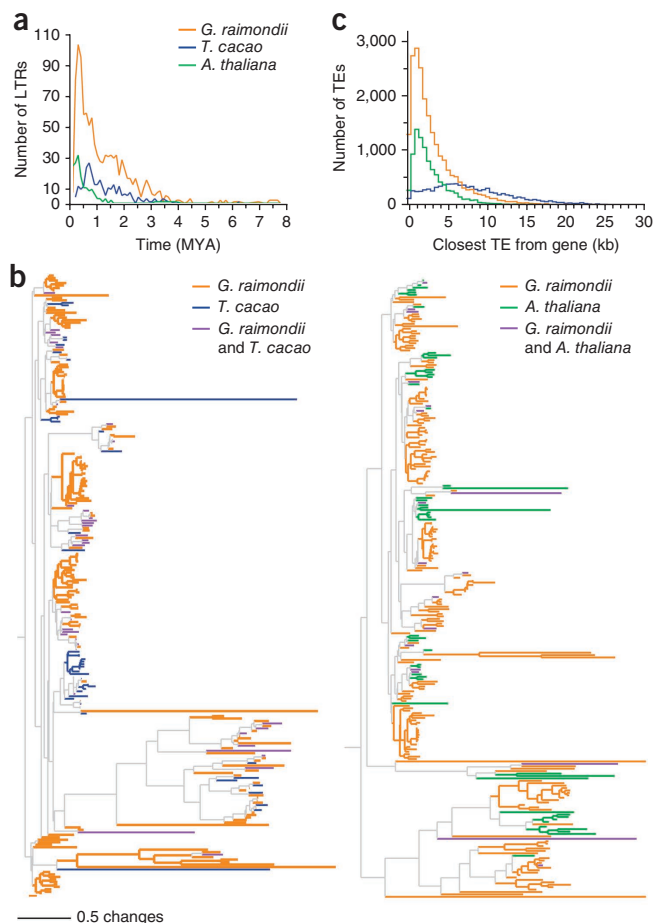 a
G. raimondii
T. cacao
A. thaliana
Number of LTRs
110
90
70
50
30
10
0
0 1 2 3 4 5 6 7 8
Time (MYA)
c
Number of TEs
3,000
2,000
1,000
0
0 5 10 15 20 25 30
Closest TE from gene (kb)
b
G. raimondii
T. cacao
G. raimondii
and T. cacao
G. raimondii
A. thaliana
G. raimondii
and A. thaliana
0.5 changes